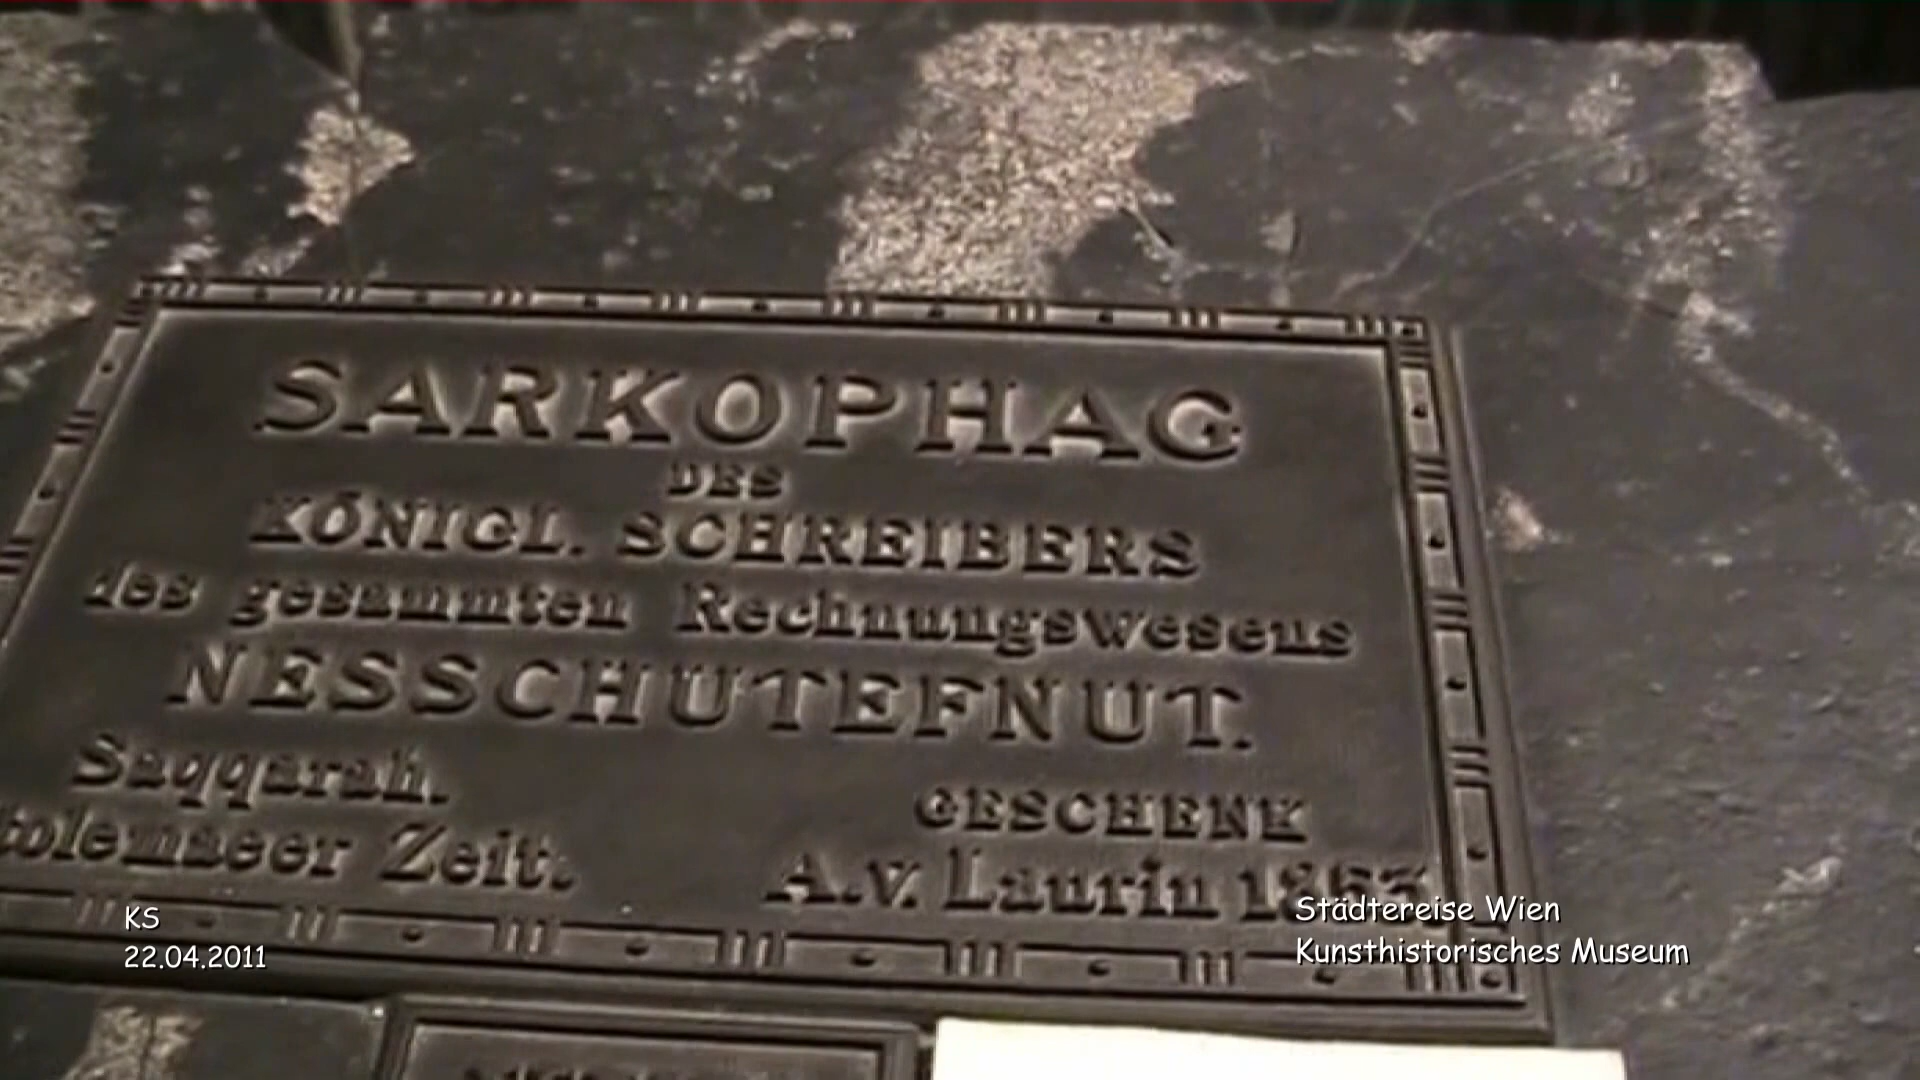 SARKOPHAG
DES
KÖNIGL. SCHREIBERS
des gesammten Rechnungswesens
NESSCHUTEFNUT.
Saqqarah.
tolemaeer Zeit.
GESCHENK
A.v. Laurin
KS
22.04.2011
Städtereise Wien
Kunsthistorisches Museum